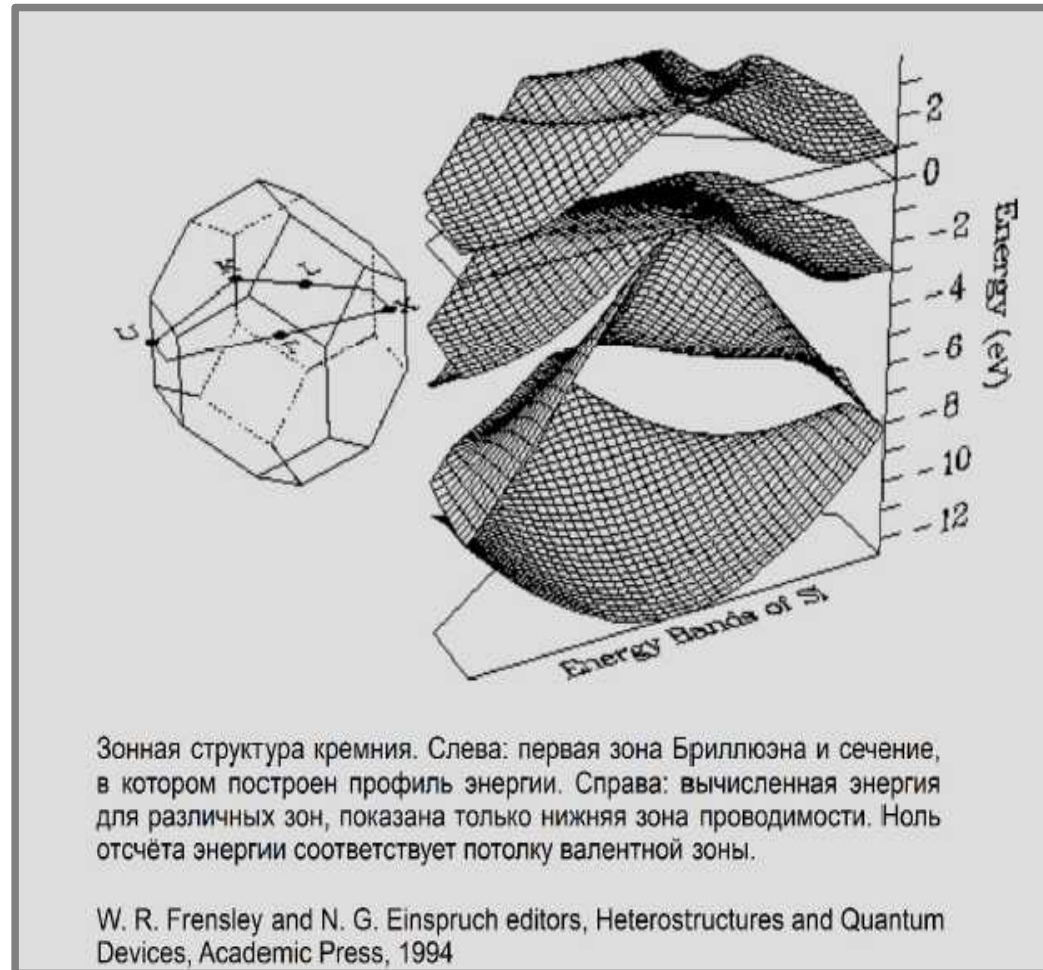 2
0
-2
-4
-6
-8
-10
-12
Energy (eV)
Energy Bands of Si
Зонная структура кремния. Слева: первая зона Бриллюэна и сечение,
в котором построен профиль энергии. Справа: вычисленная энергия
для различных зон, показана только нижняя зона проводимости. Ноль
отсчёта энергии соответствует потолку валентной зоны.
W. R. Frensley and N. G. Einspruch editors, Heterostructures and Quantum
Devices, Academic Press, 1994